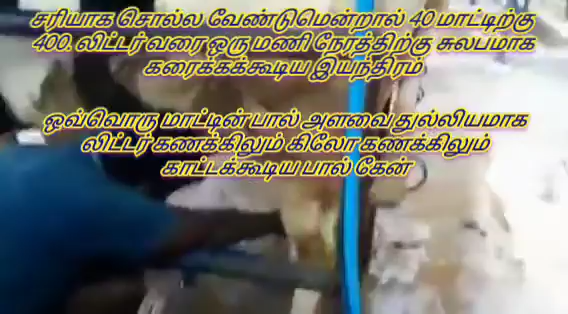 சரியாக சொல்ல வேண்டுமென்றால் 40 மாட்டிற்கு
400. லிட்டர் வரை ஒரு மணி நேரத்திற்கு சுலபமாக
கரைக்கக்கூடிய இயந்திரம்
ஒவ்வொரு மாட்டின் பால் அளவை துல்லியமாக
லிட்டர் கணக்கிலும் கிலோ கணக்கிலும்
காட்டக்கூடிய பால் கேன்